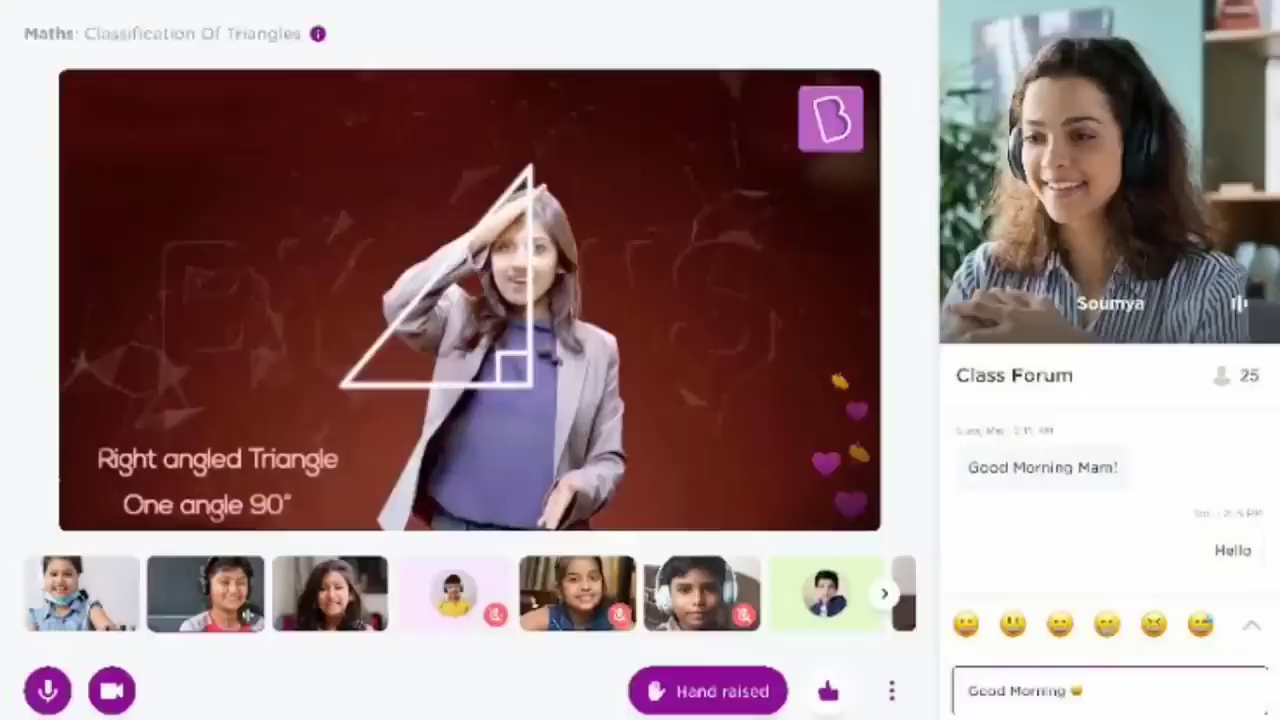 Maths: Classification Of Triangles
B
BYJU'S
Right angled Triangle
One angle 90°
Soumya
Class Forum
25
Good Morning Mam!
Hello
Hand raised
Good Morning